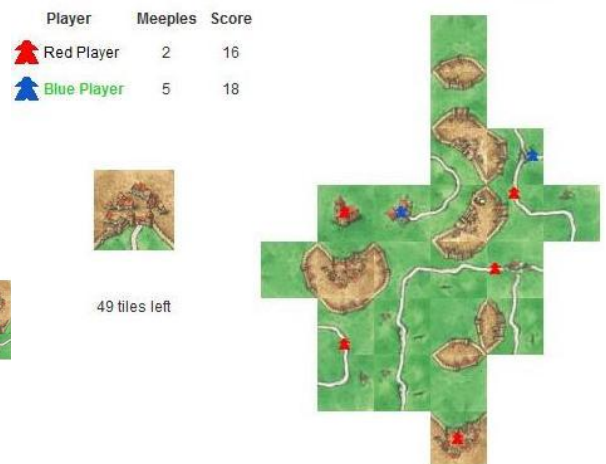 Player Meeples Score
Red Player 2 16
Blue Player 5 18
49 tiles left